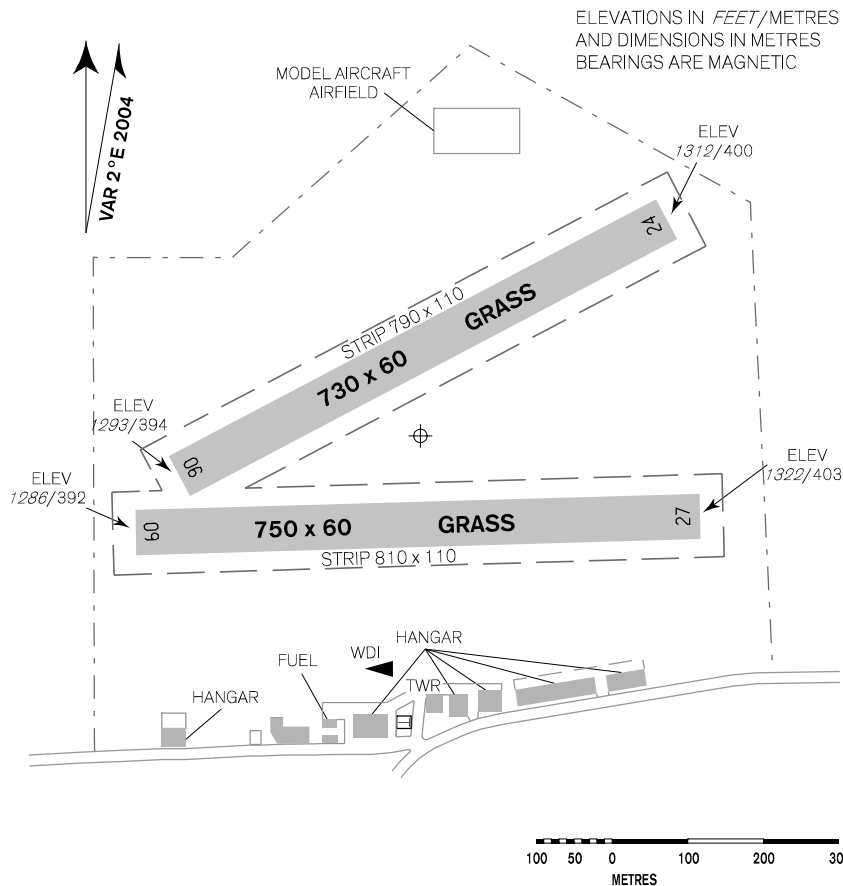 ELEVATIONS IN FEET/METRES
AND DIMENSIONS IN METRES
BEARINGS ARE MAGNETIC
MODEL AIRCRAFT
AIRFIELD
VAR 2°E 2004
ELEV
1312/400
24
STRIP 790 x 110
GRASS
730 x 60
ELEV
1293/394
06
ELEV
1286/392
ELEV
1322/403
09
750 x 60
GRASS
27
STRIP 810 x 110
HANGAR
WDI
FUEL
TWR
HANGAR
100 50 0 100 200 30
METRES